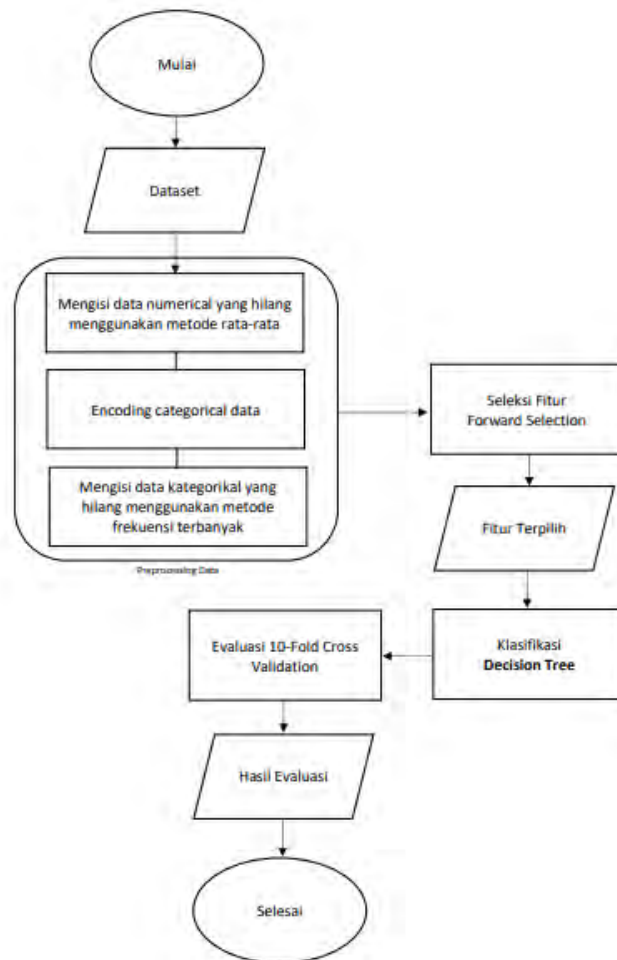 Mulai
Dataset
Mengisi data numerical yang hilang
menggunakan metode rata-rata
Encoding categorical data
Mengisi data kategorikal yang
hilang menggunakan metode
frekuensi terbanyak
Preprocessing Data
Seleksi Fitur
Forward Selection
Fitur Terpilih
Klasifikasi
Decision Tree
Evaluasi 10-Fold Cross
Validation
Hasil Evaluasi
Selesai